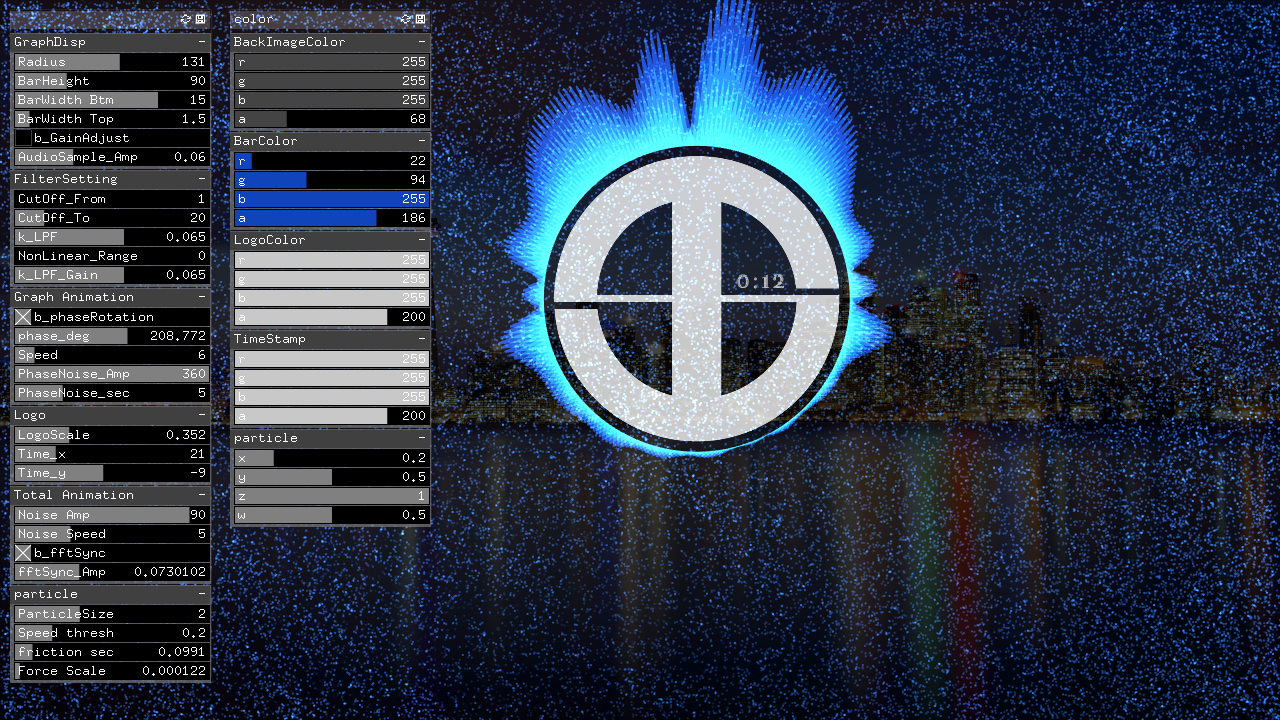 GraphDisp -
Radius 131
BarHeight 90
BarWidth Btm 15
BarWidth Top 1.5
b_GainAdjust
AudioSample_Amp 0.06
FilterSetting -
CutOff_From 1
CutOff_To 20
k_LPF 0.065
NonLinear_Range 0
k_LPF_Gain 0.065
Graph Animation -
b_phaseRotation
phase_deg 208.772
Speed 6
PhaseNoise_Amp 360
PhaseNoise_sec 5
Logo -
LogoScale 0.352
Time_x 21
Time_y -9
Total Animation -
Noise Amp 90
Noise Speed 5
b_fftSync
fftSync_Amp 0.0730102
particle -
ParticleSize 2
Speed thresh 0.2
friction sec 0.0991
Force Scale 0.000122
color
BackImageColor -
r 255
g 255
b 255
a 68
BarColor -
r 22
g 94
b 255
a 186
LogoColor -
r 255
g 255
b 255
a 200
TimeStamp -
r 255
g 255
b 255
a 200
particle -
x 0.2
y 0.5
z 1
w 0.5
0:12